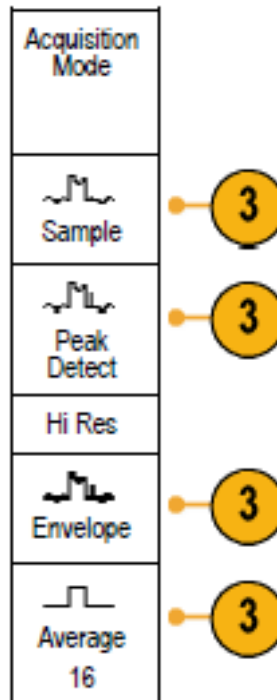 Acquisition
Mode
Sample
3
Peak
Detect
3
Hi Res
Envelope
3
Average
16
3